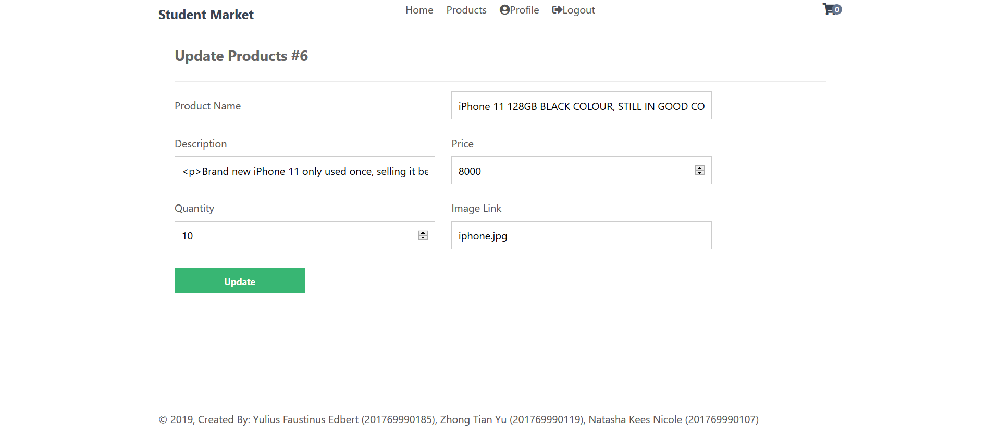 Student Market
Home Products Profile Logout
0
Update Products #6
Product Name
iPhone 11 128GB BLACK COLOUR, STILL IN GOOD CO
Description Price
<p>Brand new iPhone 11 only used once, selling it be 8000
Quantity Image Link
10 iphone.jpg
Update
© 2019, Created By: Yulius Faustinus Edbert (201769990185), Zhong Tian Yu (201769990119), Natasha Kees Nicole (201769990107)